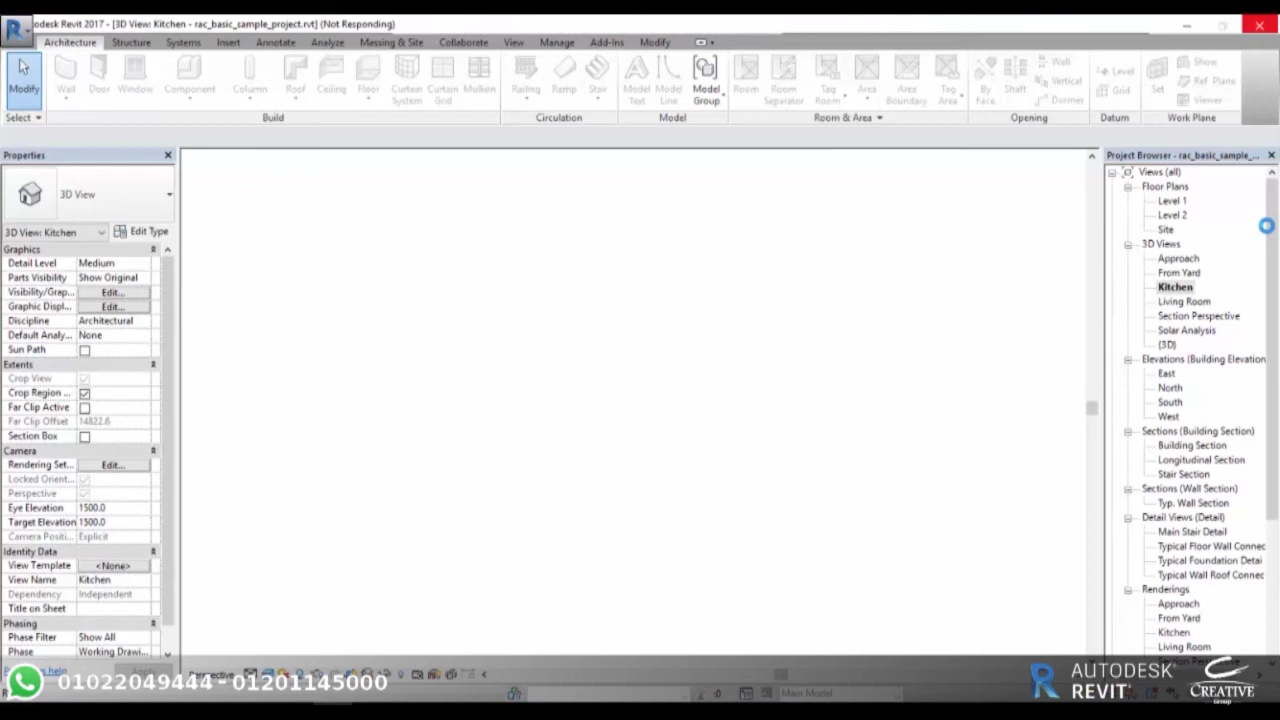 odesk Revit 2017 - [3D View: Kitchen - rac_basic_sample_project.rvt] (Not Responding)
Architecture Structure Systems Insert Annotate Analyze Massing & Site Collaborate View Manage Add-Ins Modify
Modify Wall Door Window Component Column Roof Ceiling Floor Curtain System Curtain Grid Mullion Railing Ramp Stair Model Text Model Line Model Group Room Room Separator Tag Room Area Area Boundary Tag Area By Face Shaft Wall Vertical Dormer Level Grid Set Show Ref Plane Viewer
Select Build Circulation Model Room & Area Opening Datum Work Plane
Properties
3D View
3D View: Kitchen Edit Type
Graphics
Detail Level Medium
Parts Visibility Show Original
Visibility/Grap... Edit...
Graphic Displ... Edit...
Discipline Architectural
Default Analy... None
Sun Path
Extents
Crop View
Crop Region ...
Far Clip Active
Far Clip Offset 14822.6
Section Box
Camera
Rendering Set... Edit...
Locked Orient...
Perspective
Eye Elevation 1500.0
Target Elevation 1500.0
Camera Positi... Explicit
Identity Data
View Template <None>
View Name Kitchen
Dependency Independent
Title on Sheet
Phasing
Phase Filter Show All
Phase Working Drawi...
help
Perspective
Main Model
Project Browser - rac_basic_sample_...
Views (all)
Floor Plans
Level 1
Level 2
Site
3D Views
Approach
From Yard
Kitchen
Living Room
Section Perspective
Solar Analysis
{3D}
Elevations (Building Elevation
East
North
South
West
Sections (Building Section)
Building Section
Longitudinal Section
Stair Section
Sections (Wall Section)
Typ. Wall Section
Detail Views (Detail)
Main Stair Detail
Typical Floor Wall Connec
Typical Foundation Detai
Typical Wall Roof Connec
Renderings
Approach
From Yard
Kitchen
Living Room
Section Perspective
01022049444 - 01201145000
AUTODESK
REVIT
CREATIVE
Group